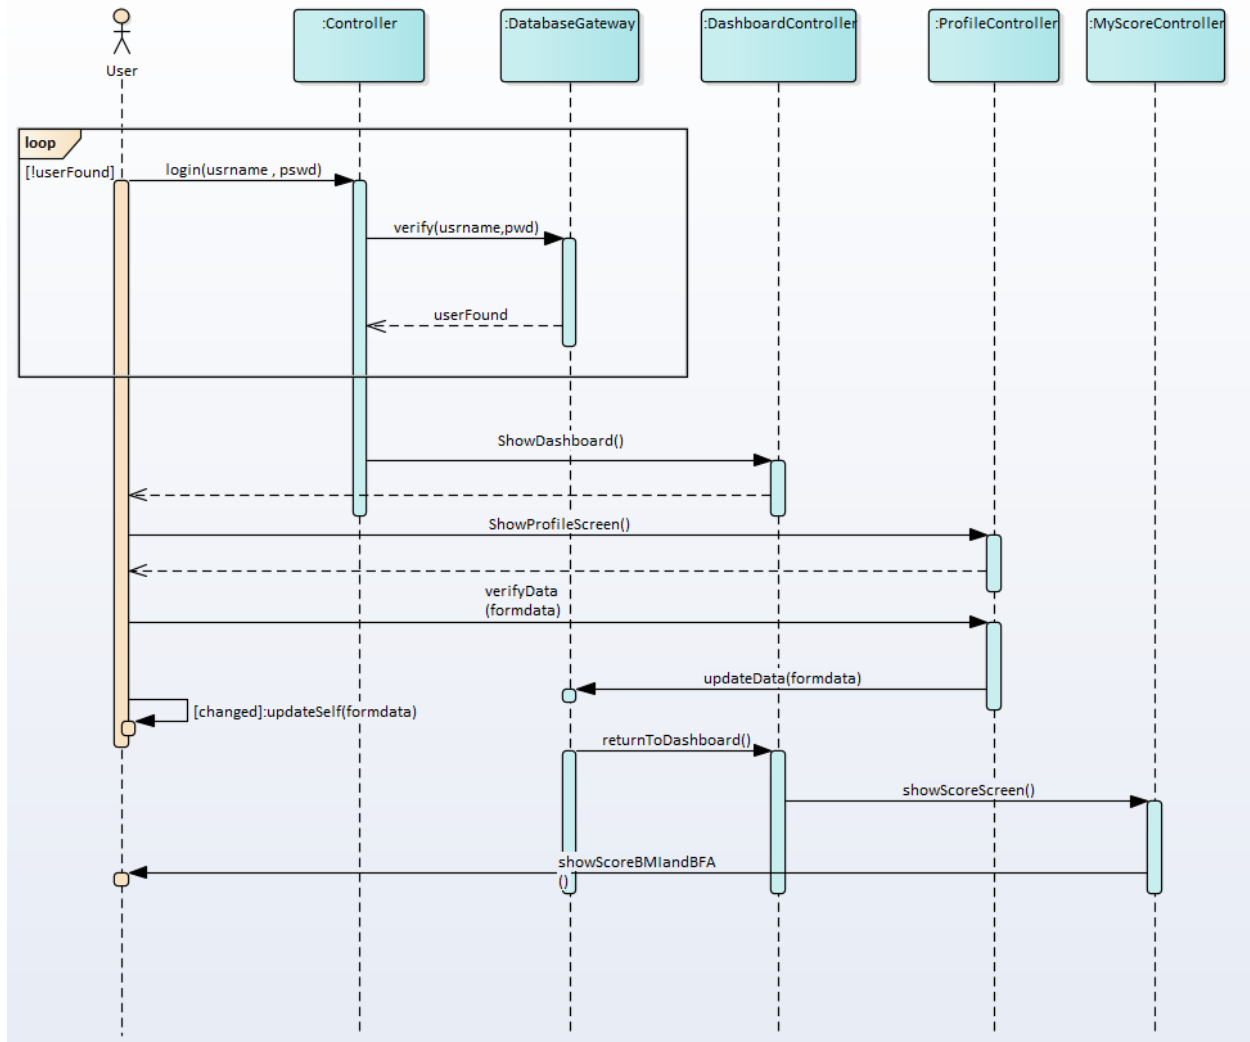 :Controller
:DatabaseGateway
:DashboardController
:ProfileController
:MyScoreController
User
loop
[!userFound]
login(usrname , pswd)
verify(usrname,pwd)
userFound
ShowDashboard()
ShowProfileScreen()
verifyData
(formdata)
updateData(formdata)
[changed]:updateSelf(formdata)
returnToDashboard()
showScoreScreen()
showScoreBMIandBFA
()